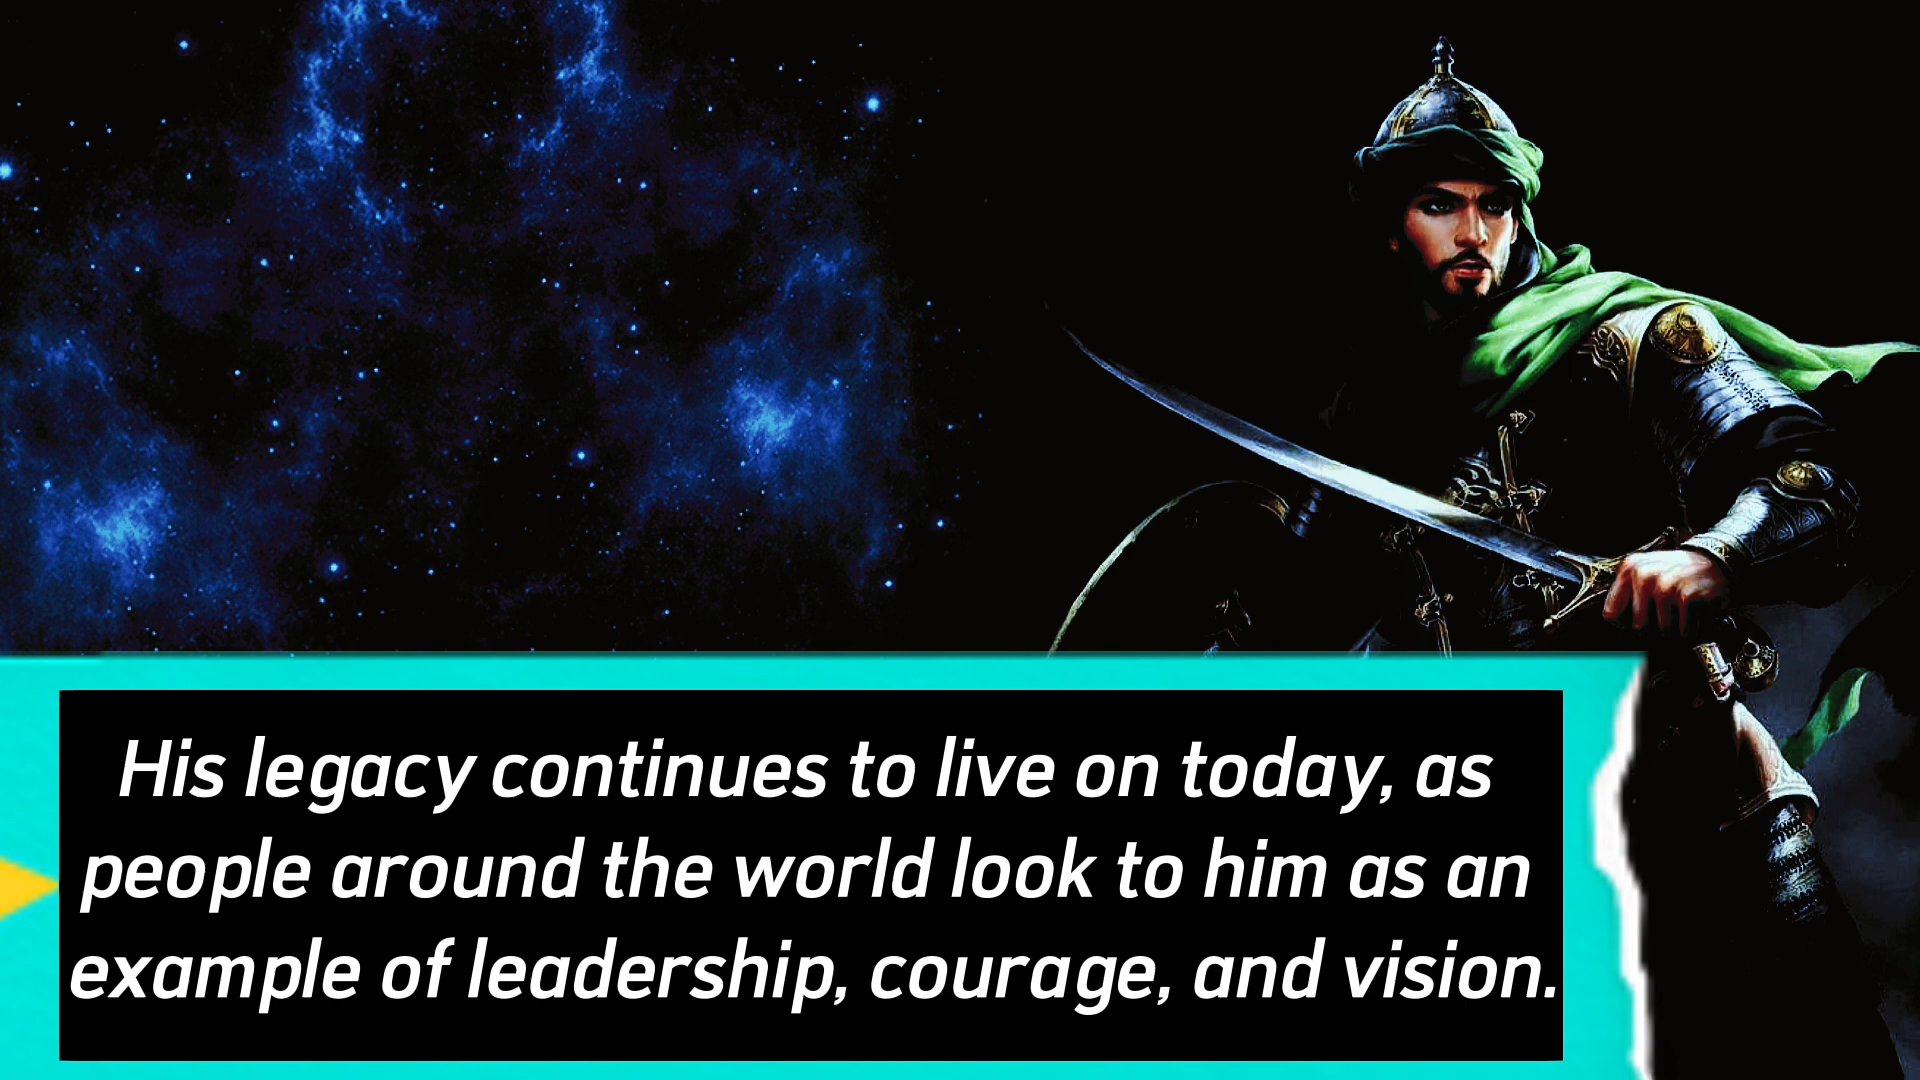 His legacy continues to live on today, as
people around the world look to him as an
example of leadership, courage, and vision.